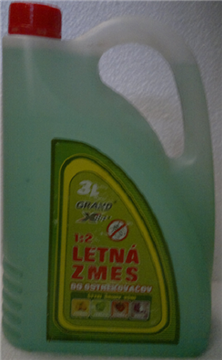 3L
GRAND
X
1:2
LETNÁ
ZMES
DO OSTREKOVAČOV